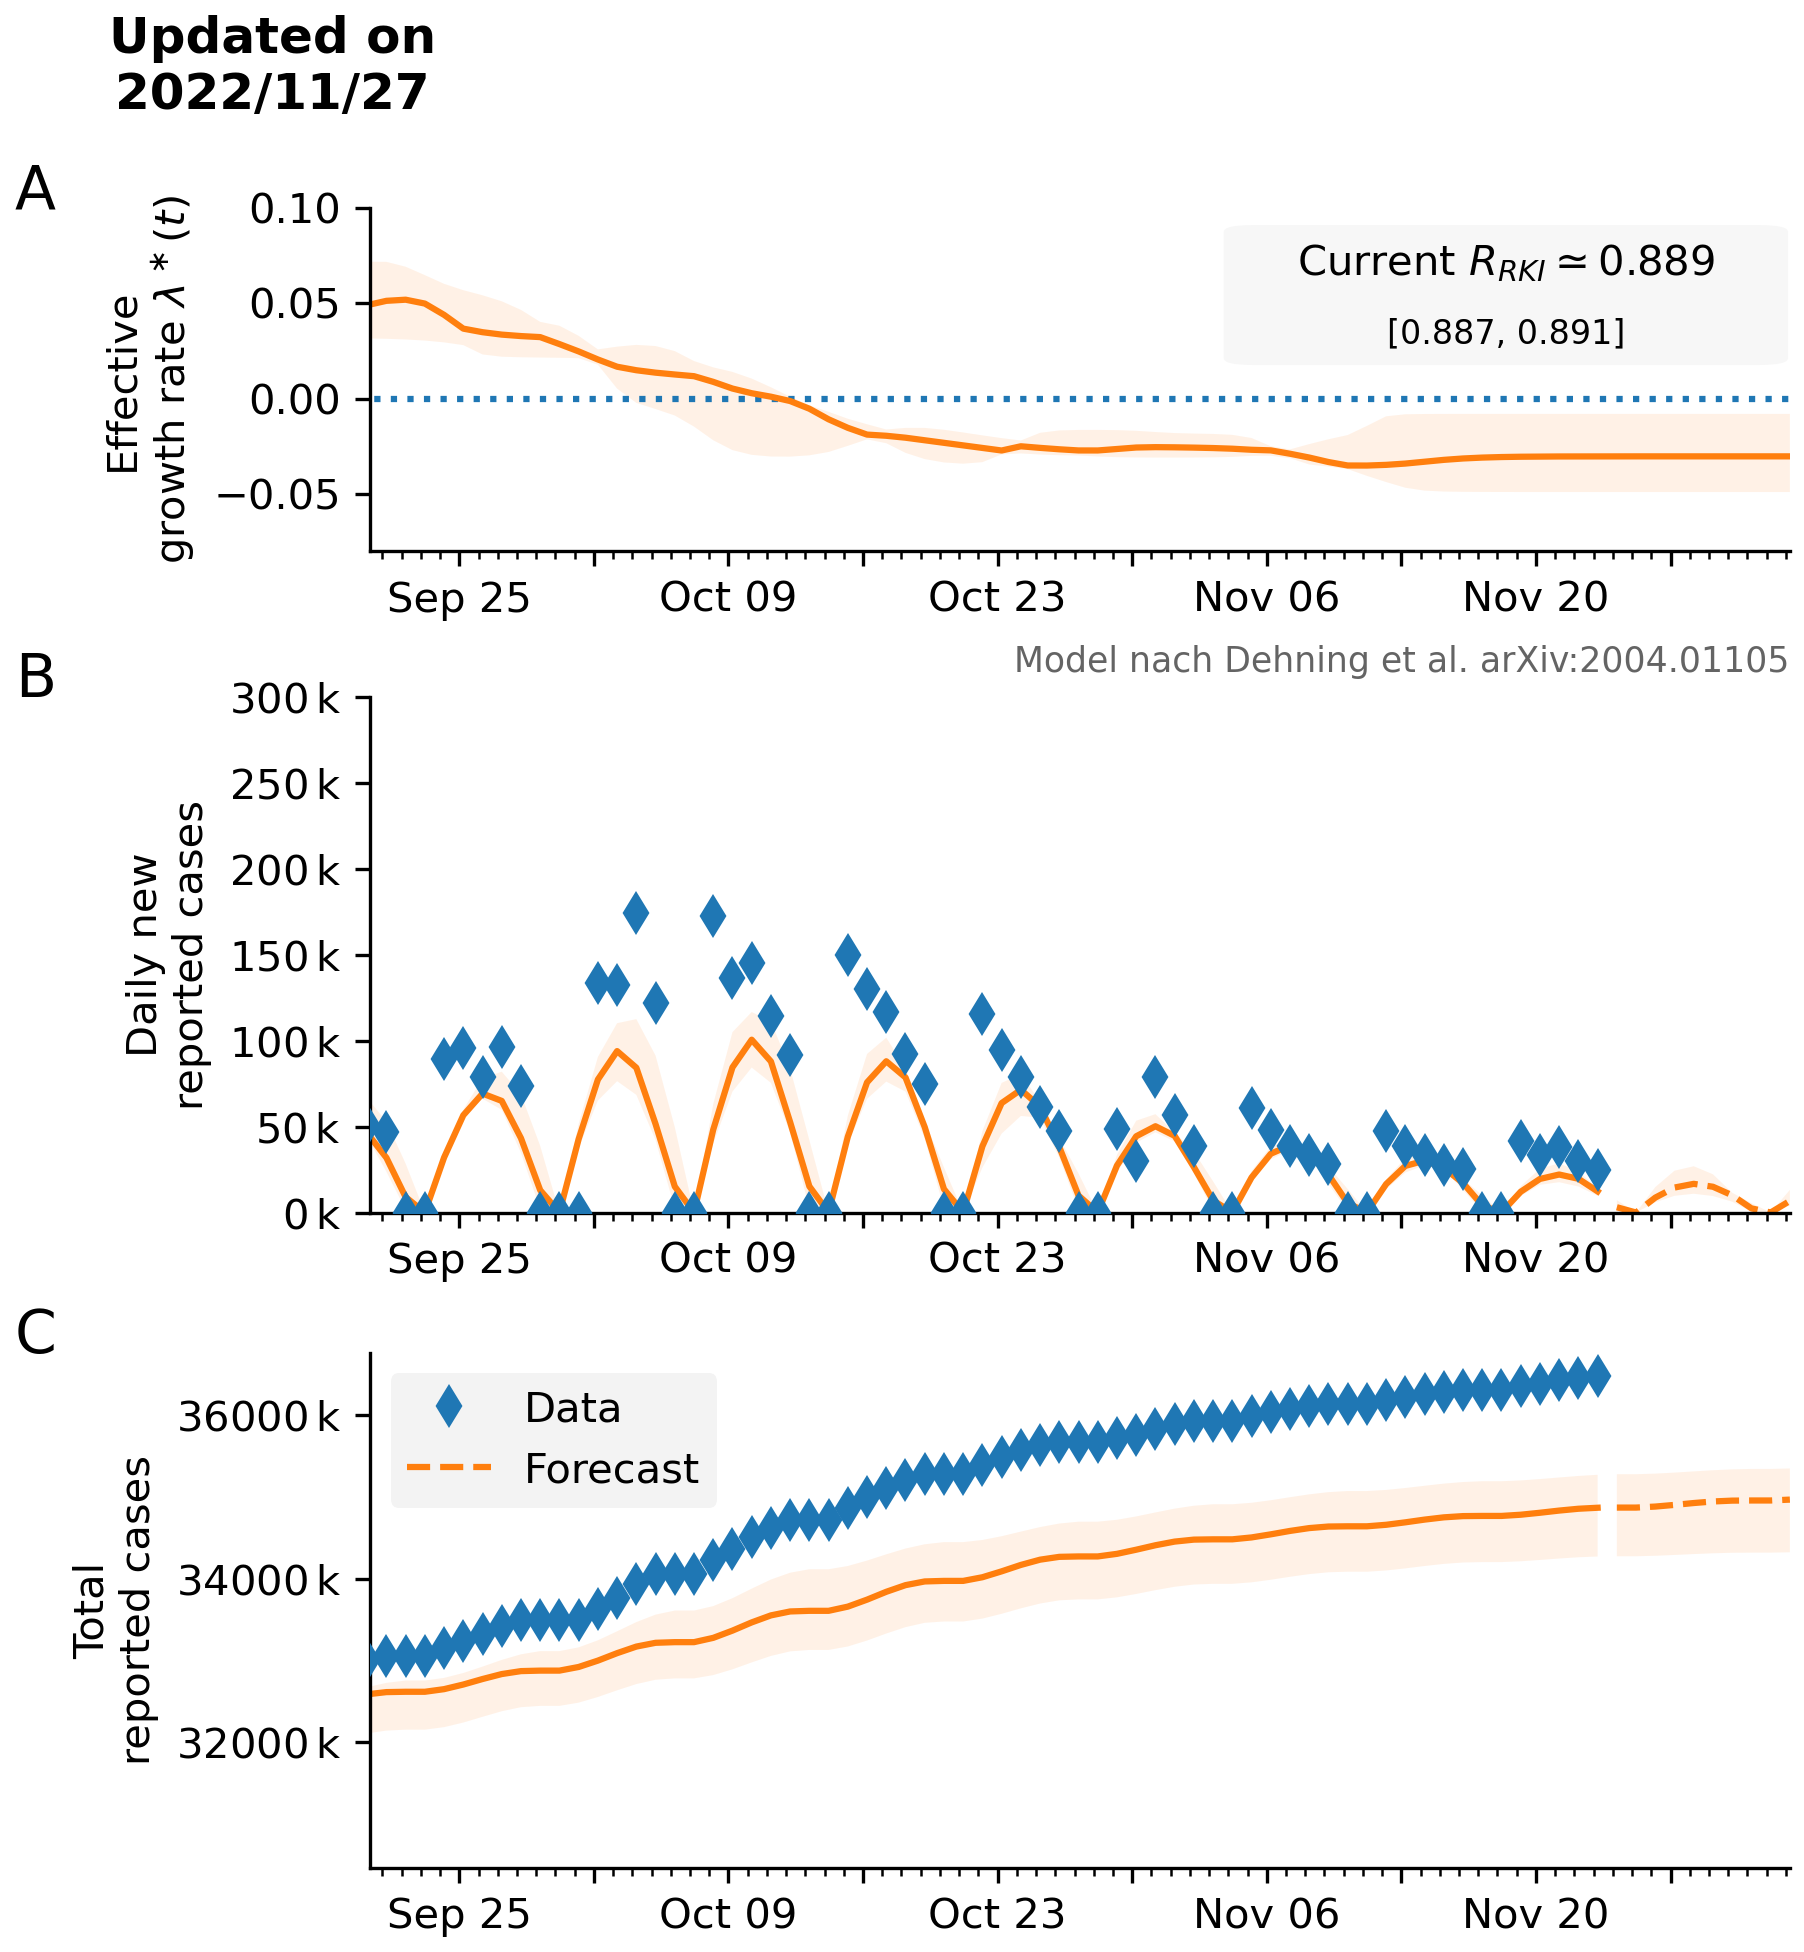 Updated on
2022/11/27
A
Effective
growth rate λ * (t)
0.10
0.05
0.00
−0.05
Current R_RKI ≃ 0.889
[0.887, 0.891]
Sep 25
Oct 09
Oct 23
Nov 06
Nov 20
Model nach Dehning et al. arXiv:2004.01105
B
Daily new
reported cases
300 k
250 k
200 k
150 k
100 k
50 k
0 k
Sep 25
Oct 09
Oct 23
Nov 06
Nov 20
C
Total
reported cases
36000 k
34000 k
32000 k
Data
Forecast
Sep 25
Oct 09
Oct 23
Nov 06
Nov 20